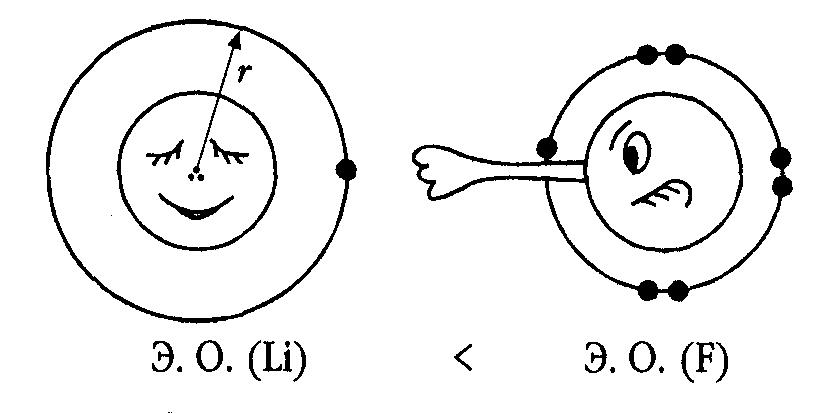 r
Э. О. (Li) < Э. О. (F)